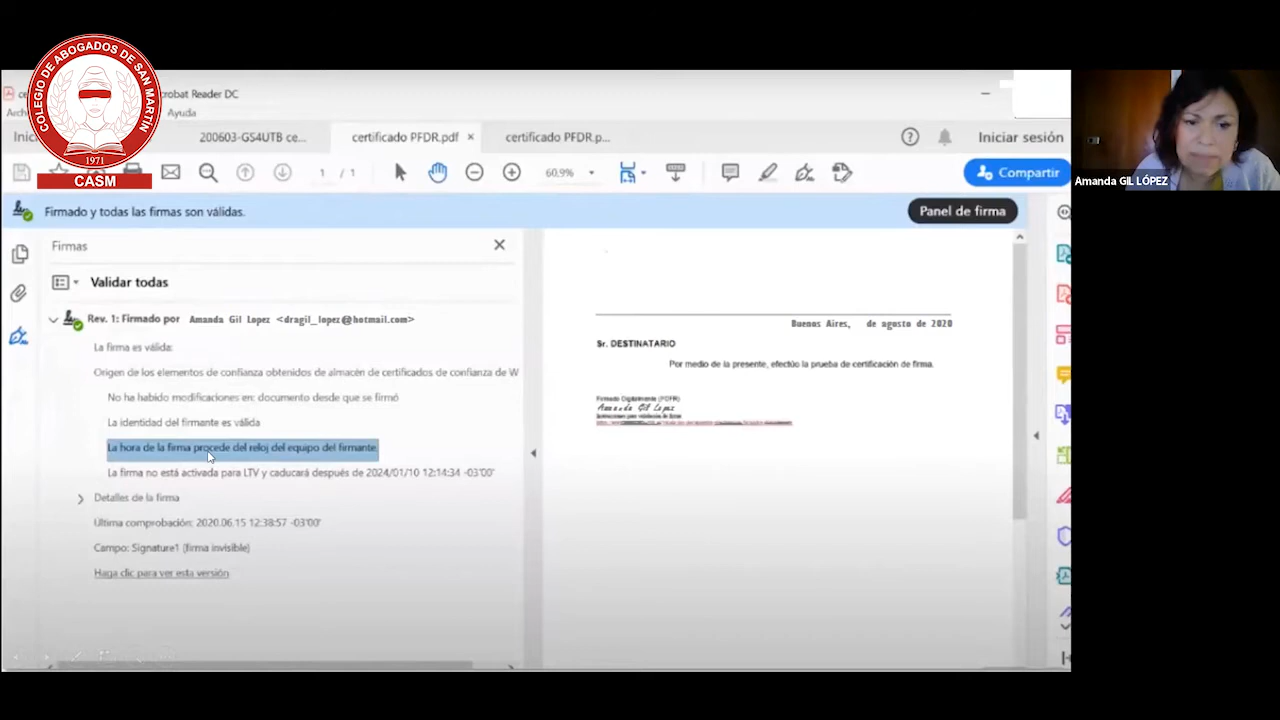 COLEGIO DE ABOGADOS DE SAN MARTÍN
1971
CASM
crobat Reader DC
Ayuda
200603-GS4UTB ce...
certificado PFDR.pdf ×
certificado PFDR.p...
Iniciar sesión
1 / 1
60,9%
Compartir
Firmado y todas las firmas son válidas.
Panel de firma
Firmas
Validar todas
Rev. 1: Firmado por Amanda Gil Lopez <dragil_lopez@hotmail.com>
La firma es válida:
Origen de los elementos de confianza obtenidos de almacén de certificados de confianza de W
No ha habido modificaciones en: documento desde que se firmó
La identidad del firmante es válida
La hora de la firma procede del reloj del equipo del firmante.
La firma no está activada para LTV y caducará después de 2024/01/10 12:14:34 -03'00'
Detalles de la firma
Última comprobación: 2020.06.15 12:38:57 -03'00'
Campo: Signature1 (firma invisible)
Haga clic para ver esta versión
Buenos Aires, de agosto de 2020
Sr. DESTINATARIO
Por medio de la presente, efectúo la prueba de certificación de firma.
Firmado Digitalmente (PDFR)
Amanda Gil Lopez
Amanda GIL LÓPEZ